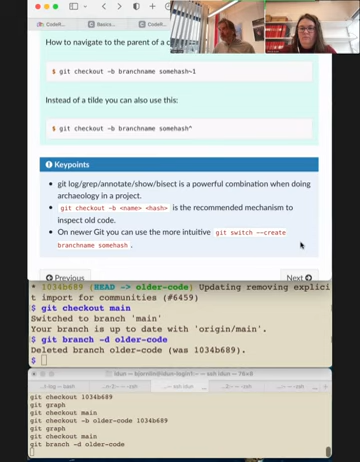 CodeR...
Basics...
CodeR...
How to navigate to the parent of a c
$ git checkout -b branchname somehash~1
Instead of a tilde you can also use this:
$ git checkout -b branchname somehash^
Keypoints
• git log/grep/annotate/show/bisect is a powerful combination when doing
archaeology in a project.
• git checkout -b <name> <hash> is the recommended mechanism to
inspect old code.
• On newer Git you can use the more intuitive git switch --create
branchname somehash .
Previous
Next
* 1034b689 (HEAD -> older-code) Updating removing explici
t import for communities (#6459)
$ git checkout main
Switched to branch 'main'
Your is up to date with 'origin/main'.
$ git branch -d older-code
Deleted branch older-code (was 1034b689).
$
git checkout 1034b689
git graph
git checkout main
git checkout -b older-code 1034b689
git graph
git checkout main
git branch -d older-code